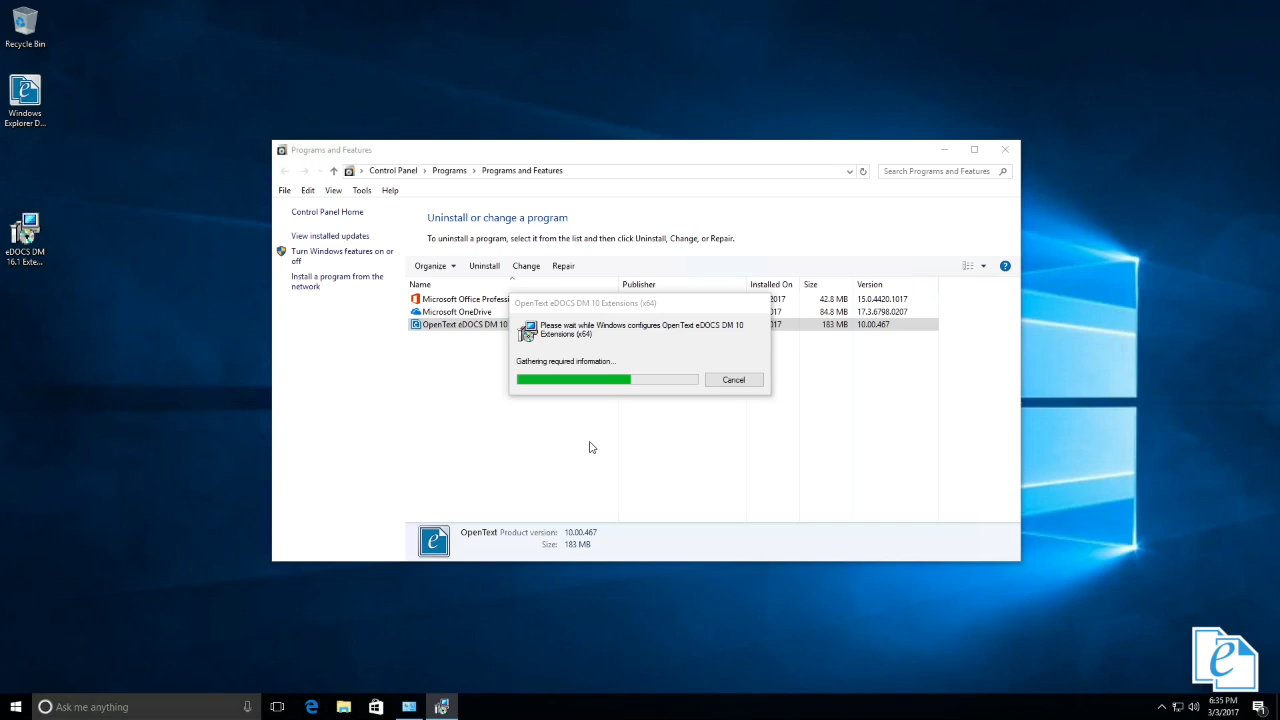 Recycle Bin
Windows
Explorer D...
eDOCS DM
16.1 Exte...
Programs and Features
Control Panel
Programs
Programs and Features
Search Programs and Features
File
Edit
View
Tools
Help
Control Panel Home
View installed updates
Turn Windows features on or
off
Install a program from the
network
Uninstall or change a program
To uninstall a program, select it from the list and then click Uninstall, Change, or Repair.
Organize
Uninstall
Change
Repair
Name
Publisher
Installed On
Size
Version
Microsoft Office Professi
2017
42.8 MB
15.0.4420.1017
Microsoft OneDrive
017
84.8 MB
17.3.6798.0207
OpenText eDOCS DM 10
017
183 MB
10.00.467
OpenText eDOCS DM 10 Extensions (x64)
Please wait while Windows configures OpenText eDOCS DM 10
Extensions (x64)
Gathering required information...
Cancel
OpenText Product version: 10.00.467
Size: 183 MB
Ask me anything
6:35 PM
3/3/2017